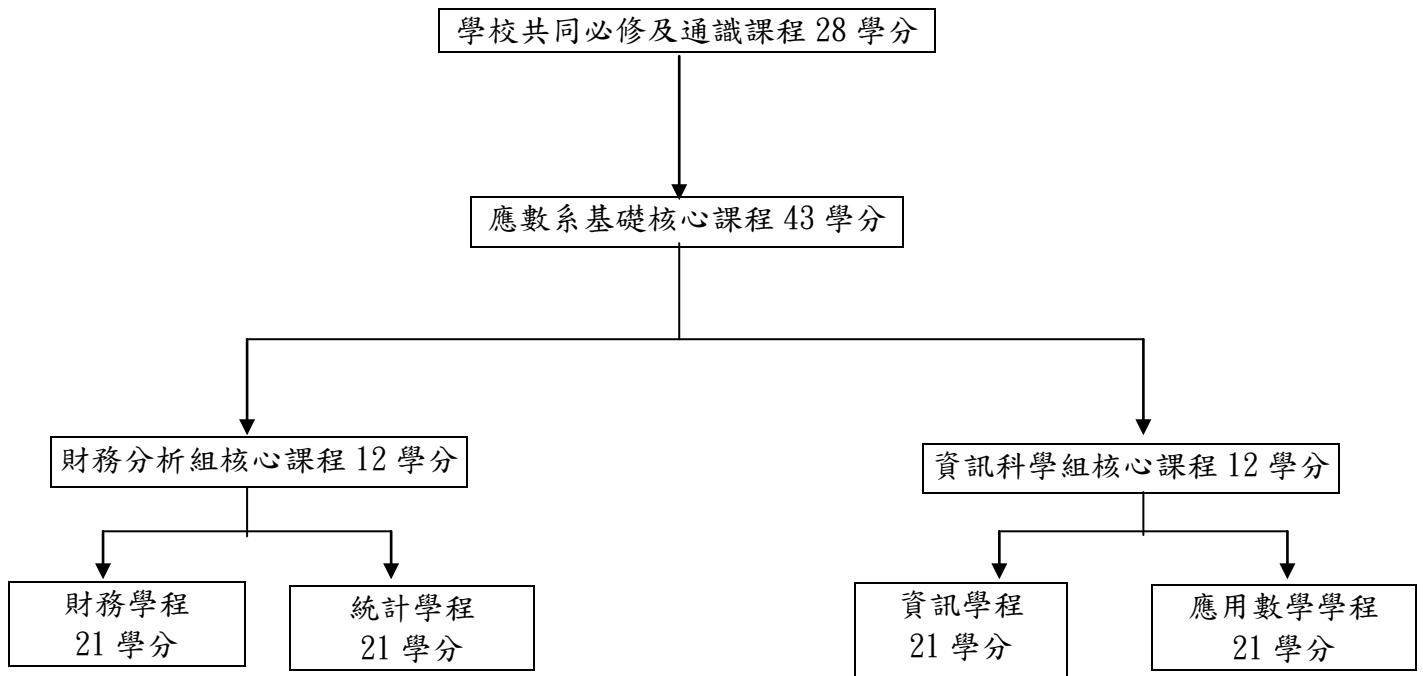 學校共同必修及通識課程 28 學分
應數系基礎核心課程 43 學分
財務分析組核心課程 12 學分
資訊科學組核心課程 12 學分
財務學程
21 學分
統計學程
21 學分
資訊學程
21 學分
應用數學學程
21 學分